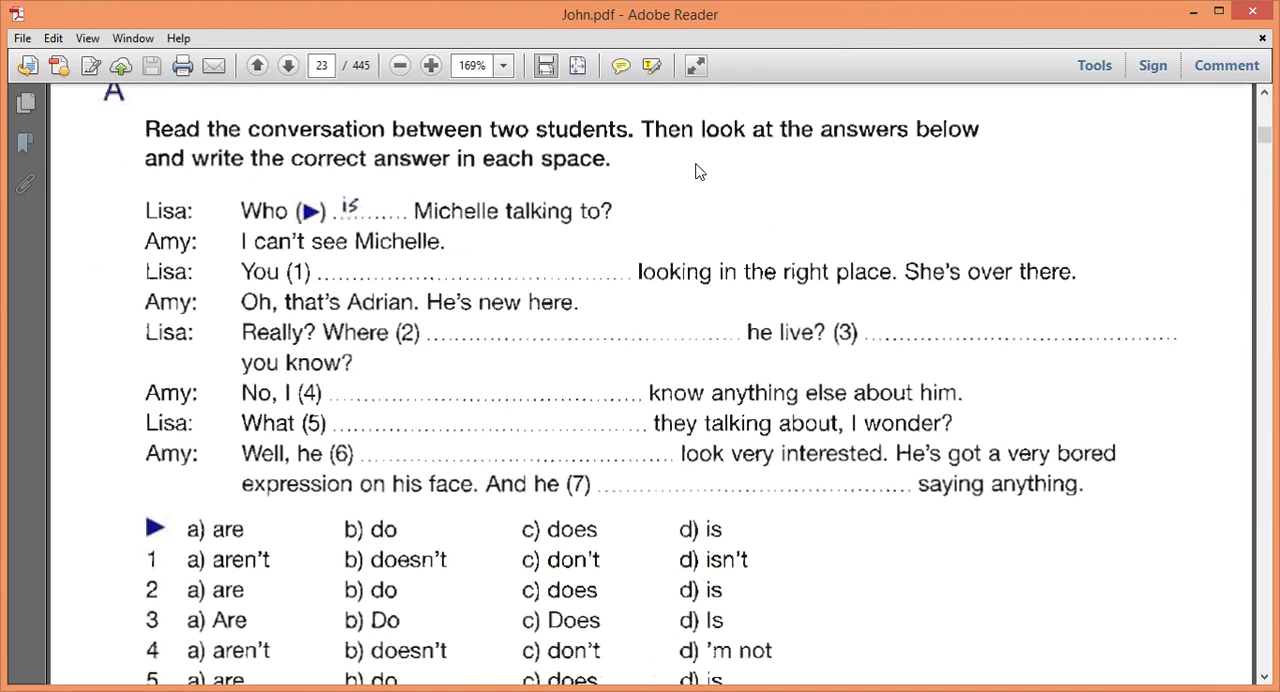 John.pdf - Adobe Reader
File Edit View Window Help
23 / 445 169% Tools Sign Comment
A
Read the conversation between two students. Then look at the answers below
and write the correct answer in each space.
Lisa: Who (▶) ..is........ Michelle talking to?
Amy: I can't see Michelle.
Lisa: You (1) ........................................ looking in the right place. She's over there.
Amy: Oh, that's Adrian. He's new here.
Lisa: Really? Where (2) ........................................ he live? (3) ........................................
you know?
Amy: No, I (4) ........................................ know anything else about him.
Lisa: What (5) ........................................ they talking about, I wonder?
Amy: Well, he (6) ........................................ look very interested. He's got a very bored
expression on his face. And he (7) ........................................ saying anything.
▶ a) are b) do c) does d) is
1 a) aren't b) doesn't c) don't d) isn't
2 a) are b) do c) does d) is
3 a) Are b) Do c) Does d) Is
4 a) aren't b) doesn't c) don't d) 'm not
5 a) are b) do c) does d) is